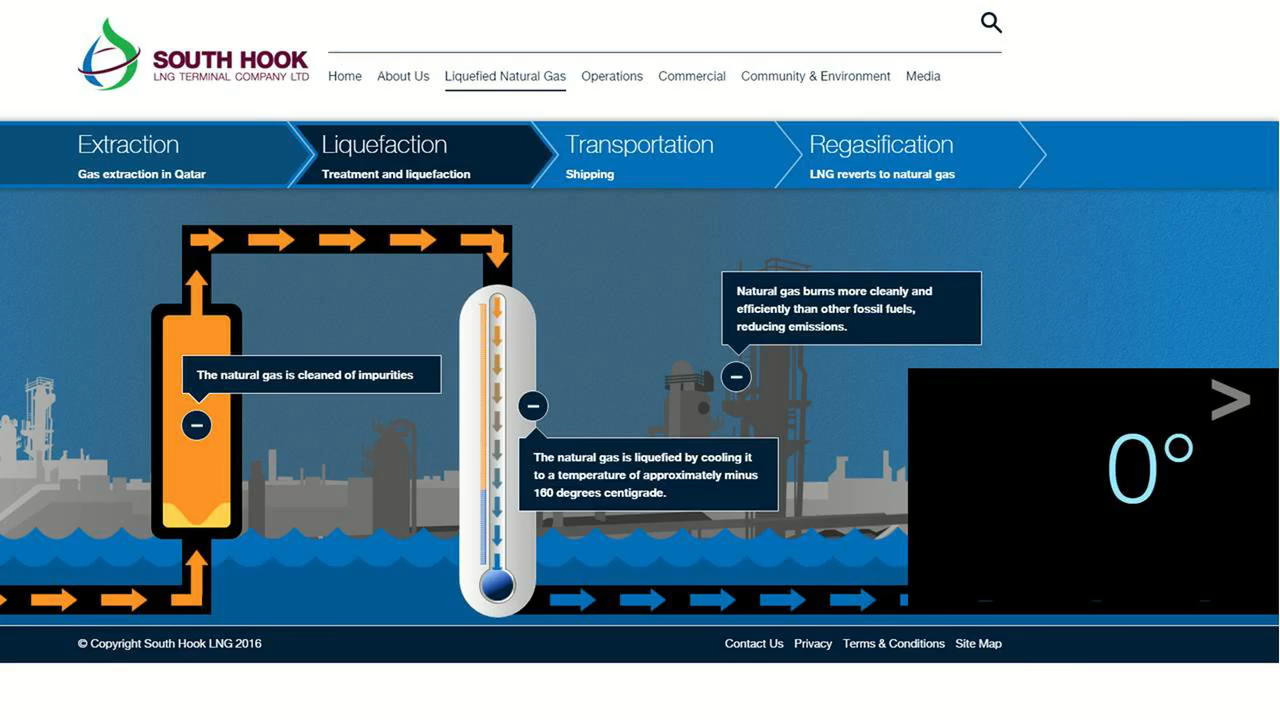 SOUTH HOOK
LNG TERMINAL COMPANY LTD
Home About Us Liquefied Natural Gas Operations Commercial Community & Environment Media
Extraction
Gas extraction in Qatar
Liquefaction
Treatment and liquefaction
Transportation
Shipping
Regasification
LNG reverts to natural gas
Natural gas burns more cleanly and
efficiently than other fossil fuels,
reducing emissions.
The natural gas is cleaned of impurities
The natural gas is liquefied by cooling it
to a temperature of approximately minus
160 degrees centigrade.
>
0°
© Copyright South Hook LNG 2016
Contact Us Privacy Terms & Conditions Site Map